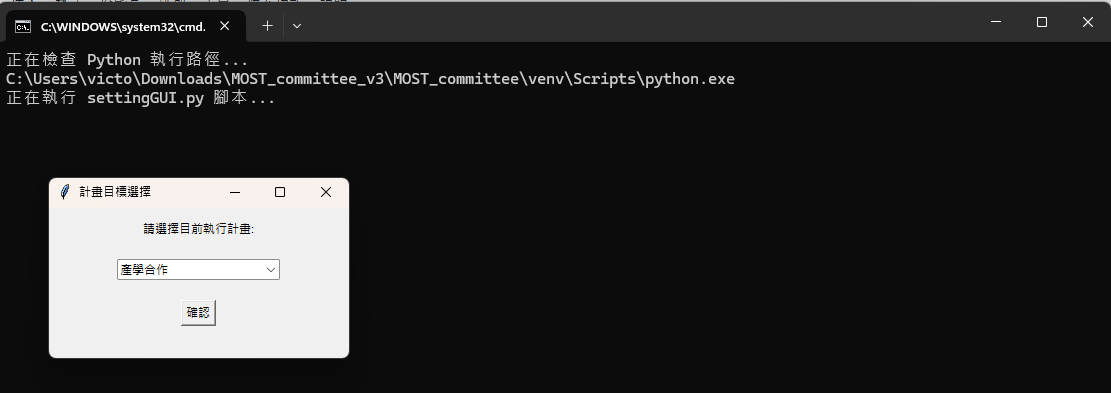 C:\WINDOWS\system32\cmd.
正在檢查 Python 執行路徑...
C:\Users\victo\Downloads\MOST_committee_v3\MOST_committee\venv\Scripts\python.exe
正在執行 settingGUI.py 腳本...
計畫目標選擇
請選擇目前執行計畫:
產學合作
確認